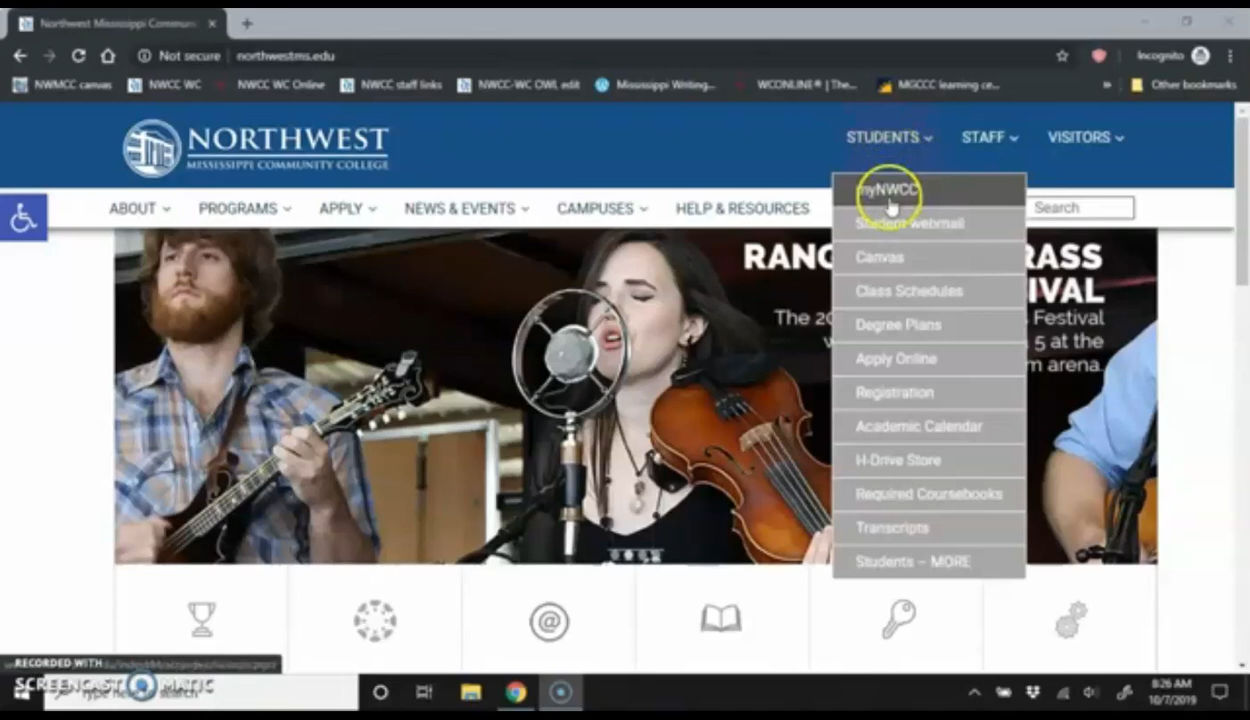 Northwest Mississippi Commun
Not secure northwestms.edu
Incognito
NWMCC canvas NWCC WC NWCC WC Online NWCC staff links NWCC-WC OWL edit Mississippi Writing... WCONLINE® | The... MGCCC learning ce... » Other bookmarks
NORTHWEST
MISSISSIPPI COMMUNITY COLLEGE
STUDENTS STAFF VISITORS
ABOUT PROGRAMS APPLY NEWS & EVENTS CAMPUSES HELP & RESOURCES
Search
myNWCC
Student webmail
Canvas
Class Schedules
Degree Plans
Apply Online
Registration
Academic Calendar
H-Drive Store
Required Coursebooks
Transcripts
Students – MORE
RANC RASS
IVAL
The 20 Festival
w 5 at the
m arena.
RECORDED WITH
SCREENCAST MATIC
Type here to search
8:26 AM
10/7/2019